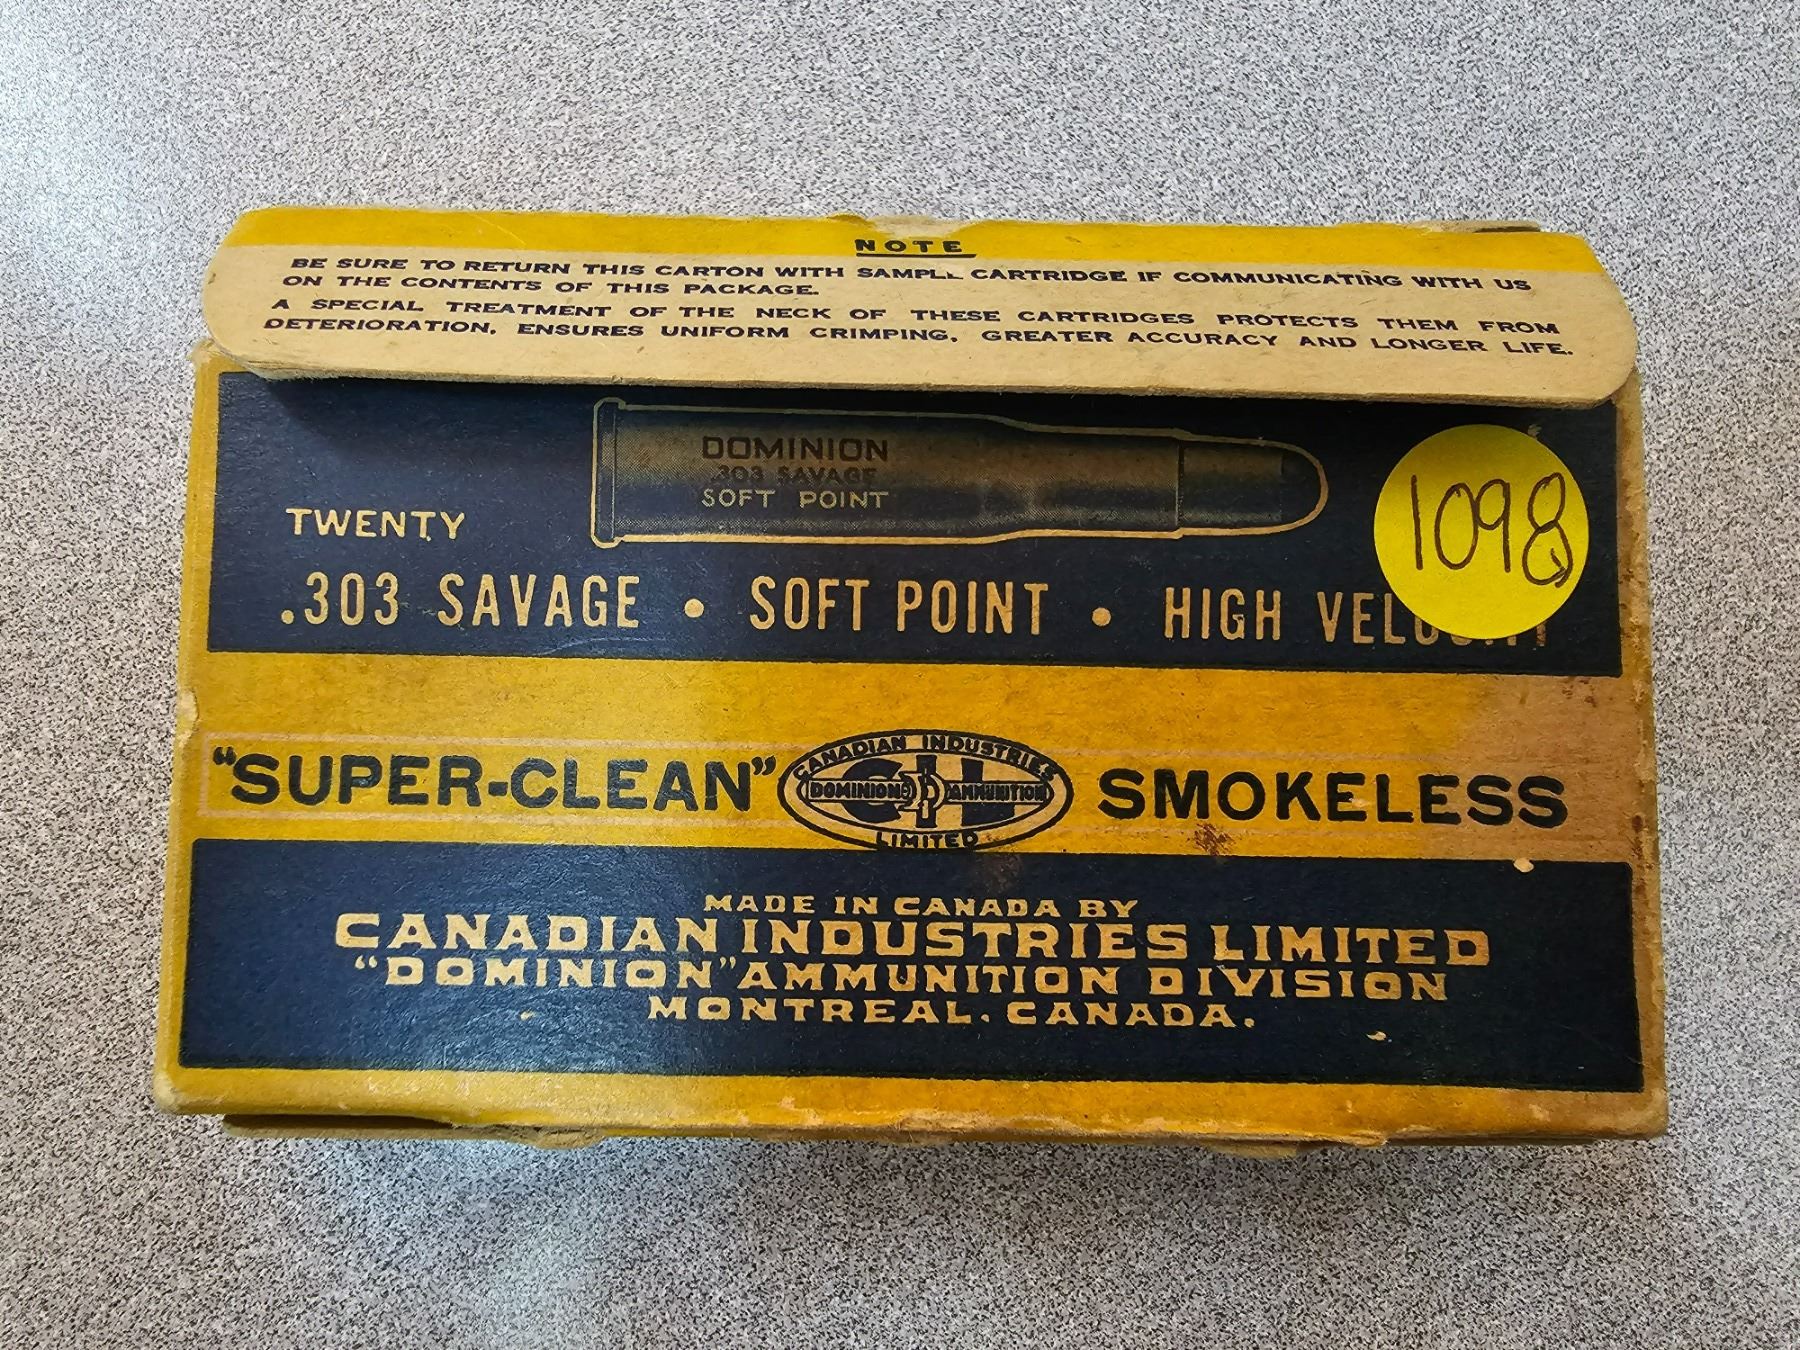 NOTE
BE SURE TO RETURN THIS CARTON WITH SAMPLE CARTRIDGE IF COMMUNICATING WITH US
ON THE CONTENTS OF THIS PACKAGE.
A SPECIAL TREATMENT OF THE NECK OF THESE CARTRIDGES PROTECTS THEM FROM
DETERIORATION, ENSURES UNIFORM CRIMPING, GREATER ACCURACY AND LONGER LIFE.
DOMINION
.303 SAVAGE
SOFT POINT
1098
TWENTY
.303 SAVAGE • SOFT POINT • HIGH VELOCITY
"SUPER-CLEAN" SMOKELESS
CANADIAN INDUSTRIES
CIL
DOMINION AMMUNITION
LIMITED
MADE IN CANADA BY
CANADIAN INDUSTRIES LIMITED
"DOMINION" AMMUNITION DIVISION
MONTREAL. CANADA.